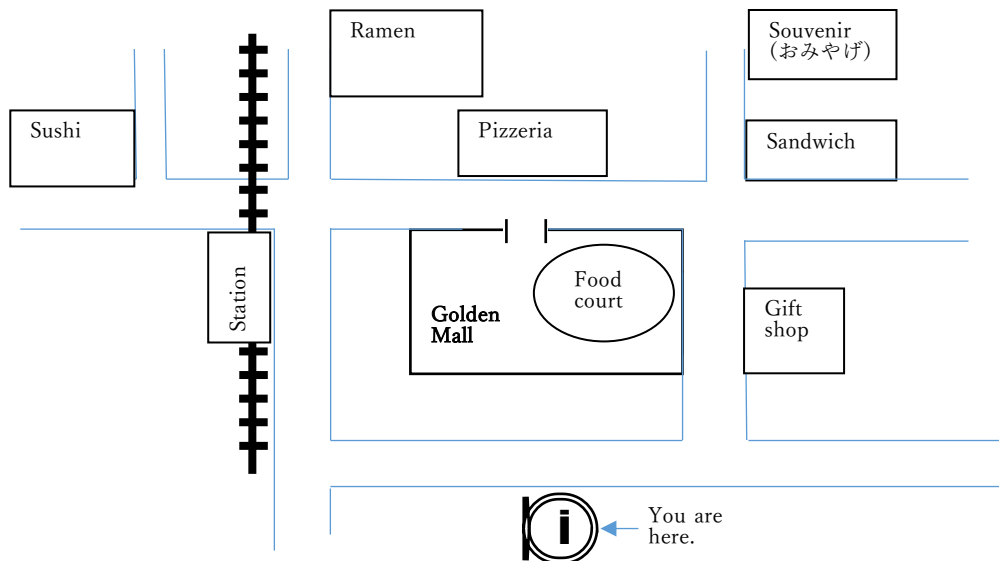 Ramen
Souvenir
(おみやげ)
Sushi
Pizzeria
Sandwich
Station
Food
court
Golden
Mall
Gift
shop
i
You are
here.